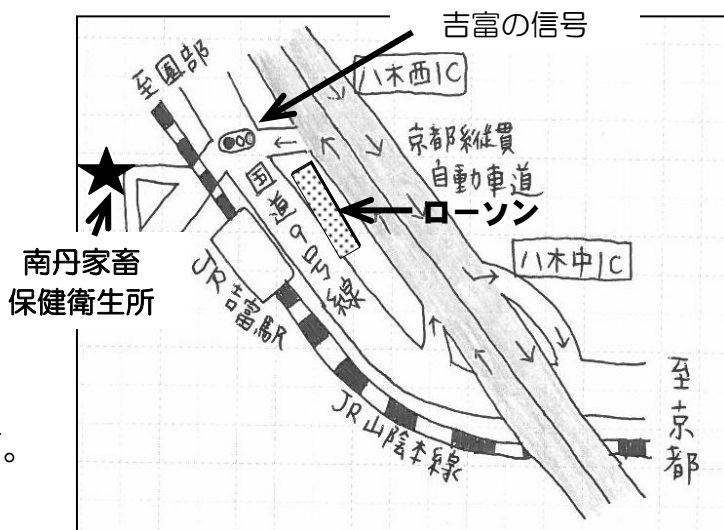 吉富の信号
至園部
八木西IC
京都縦貫
自動車道
国道9号線
ローソン
南丹家畜
保健衛生所
八木中IC
JR吉富駅
至京都
JR山陰本線
。